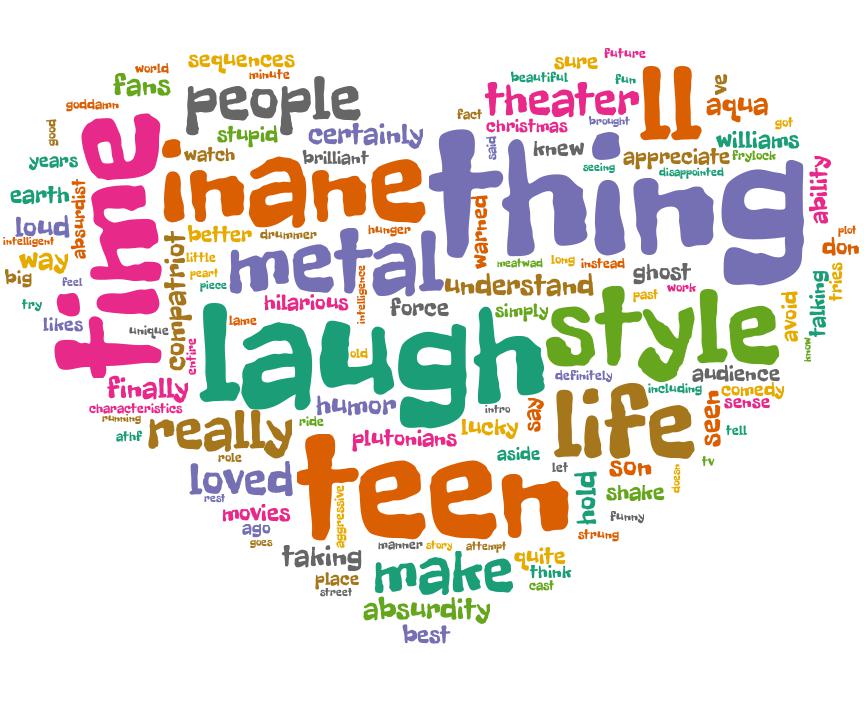 world
sequences
minute
fans
goddamn
people
good
stupid
certainly
years
watch
brilliant
time
inane
thing
sure
future
beautiful
fun
ve
ll
theater
aqua
fact
christmas
brought
got
said
knew
williams
appreciate
frylock
seeing
disappointed
ability
earth
absurdist
loud
intelligent
way
big
feel
try
likes
unique
compatriot
better
drummer
hunger
warned
little
peart
piece
metal
meatwad
long
instead
ghost
plot
don
tries
talking
know
avoid
past
work
understand
hilarious
intelligence
force
simply
style
lame
entire
laugh
old
finally
characteristics
running
athf
really
ride
role
humor
intro
definitely
including
audience
comedy
sense
seen
tell
tv
plutonians
lucky
say
life
aside
let
son
doesn
loved
rest
teen
hold
shake
funny
strung
movies
ago
goes
aggressive
taking
manner
story
attempt
quite
think
cast
place
street
make
absurdity
best